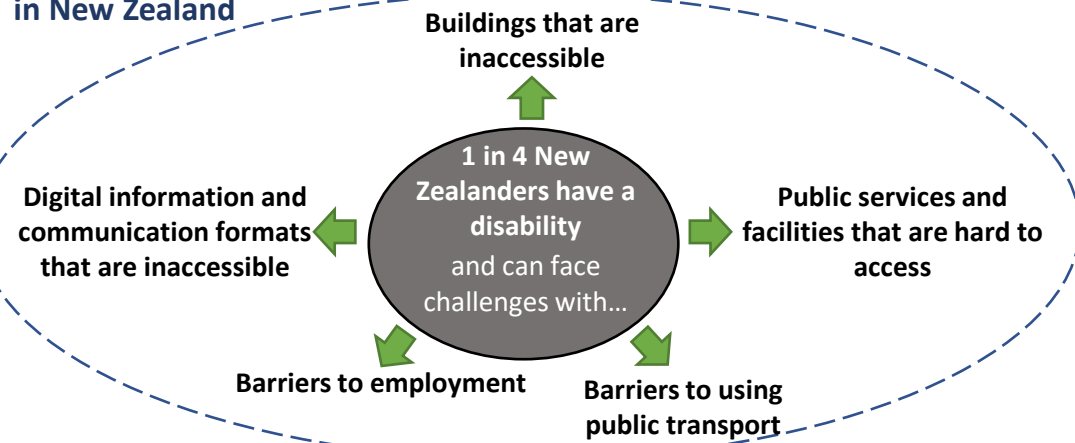 in New Zealand
Buildings that are
inaccessible
1 in 4 New
Zealanders have a
disability
and can face
challenges with…
Digital information and
communication formats
that are inaccessible
Public services and
facilities that are hard to
access
Barriers to employment
Barriers to using
public transport